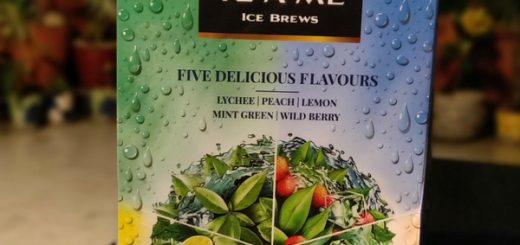 ICE BREWS
FIVE DELICIOUS FLAVOURS
LYCHEE | PEACH | LEMON
MINT GREEN | WILD BERRY